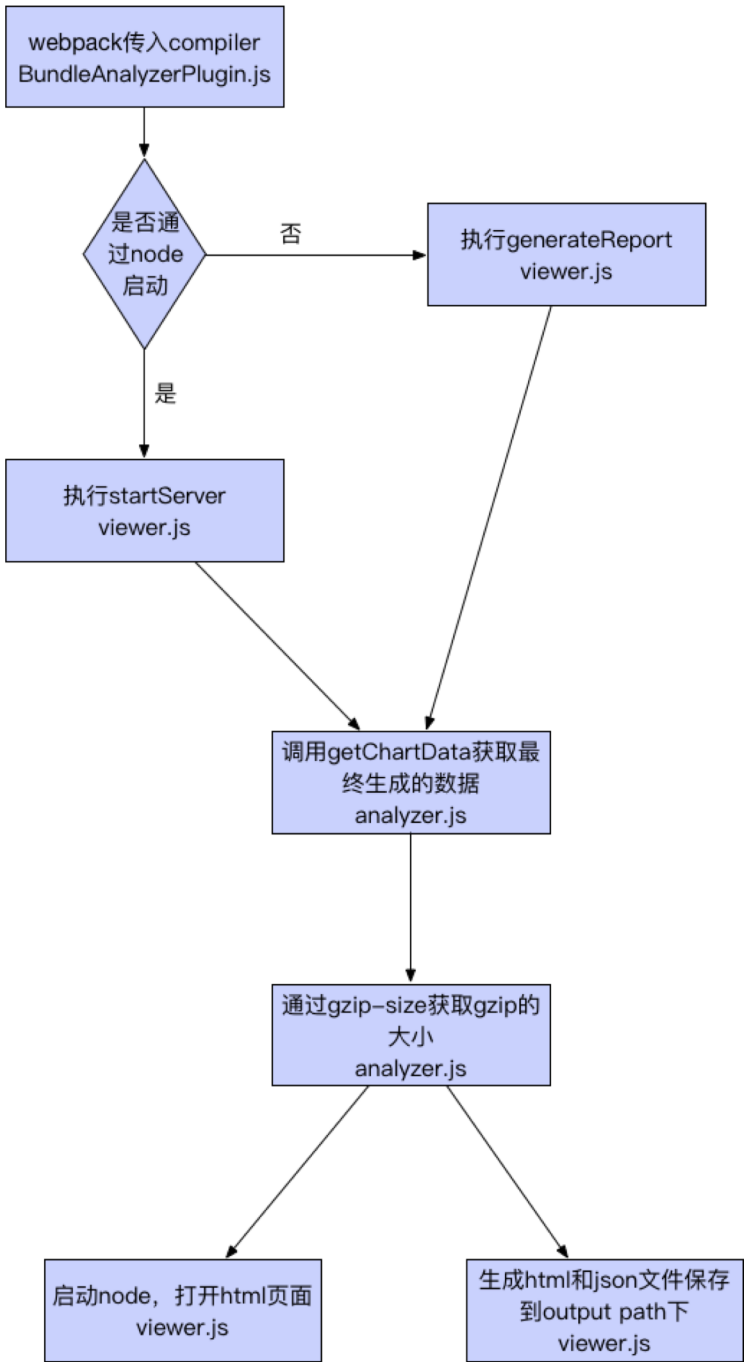 webpack传入compiler
BundleAnalyzerPlugin.js
是否通
过node
启动
否
执行generateReport
viewer.js
是
执行startServer
viewer.js
调用getChartData获取最
终生成的数据
analyzer.js
通过gzip-size获取gzip的
大小
analyzer.js
启动node，打开html页面
viewer.js
生成html和json文件保存
到output path下
viewer.js